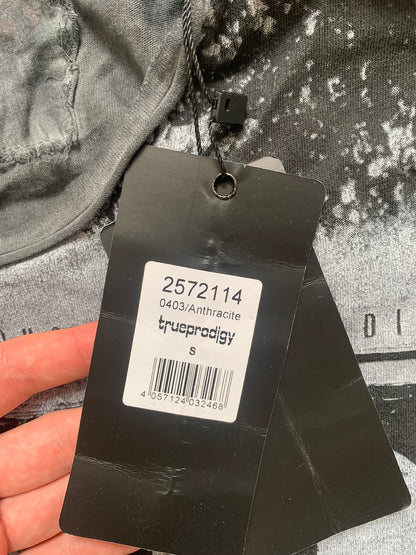 2572114
0403/Anthracite
trueprodigy
S
4 057124 032468
D I